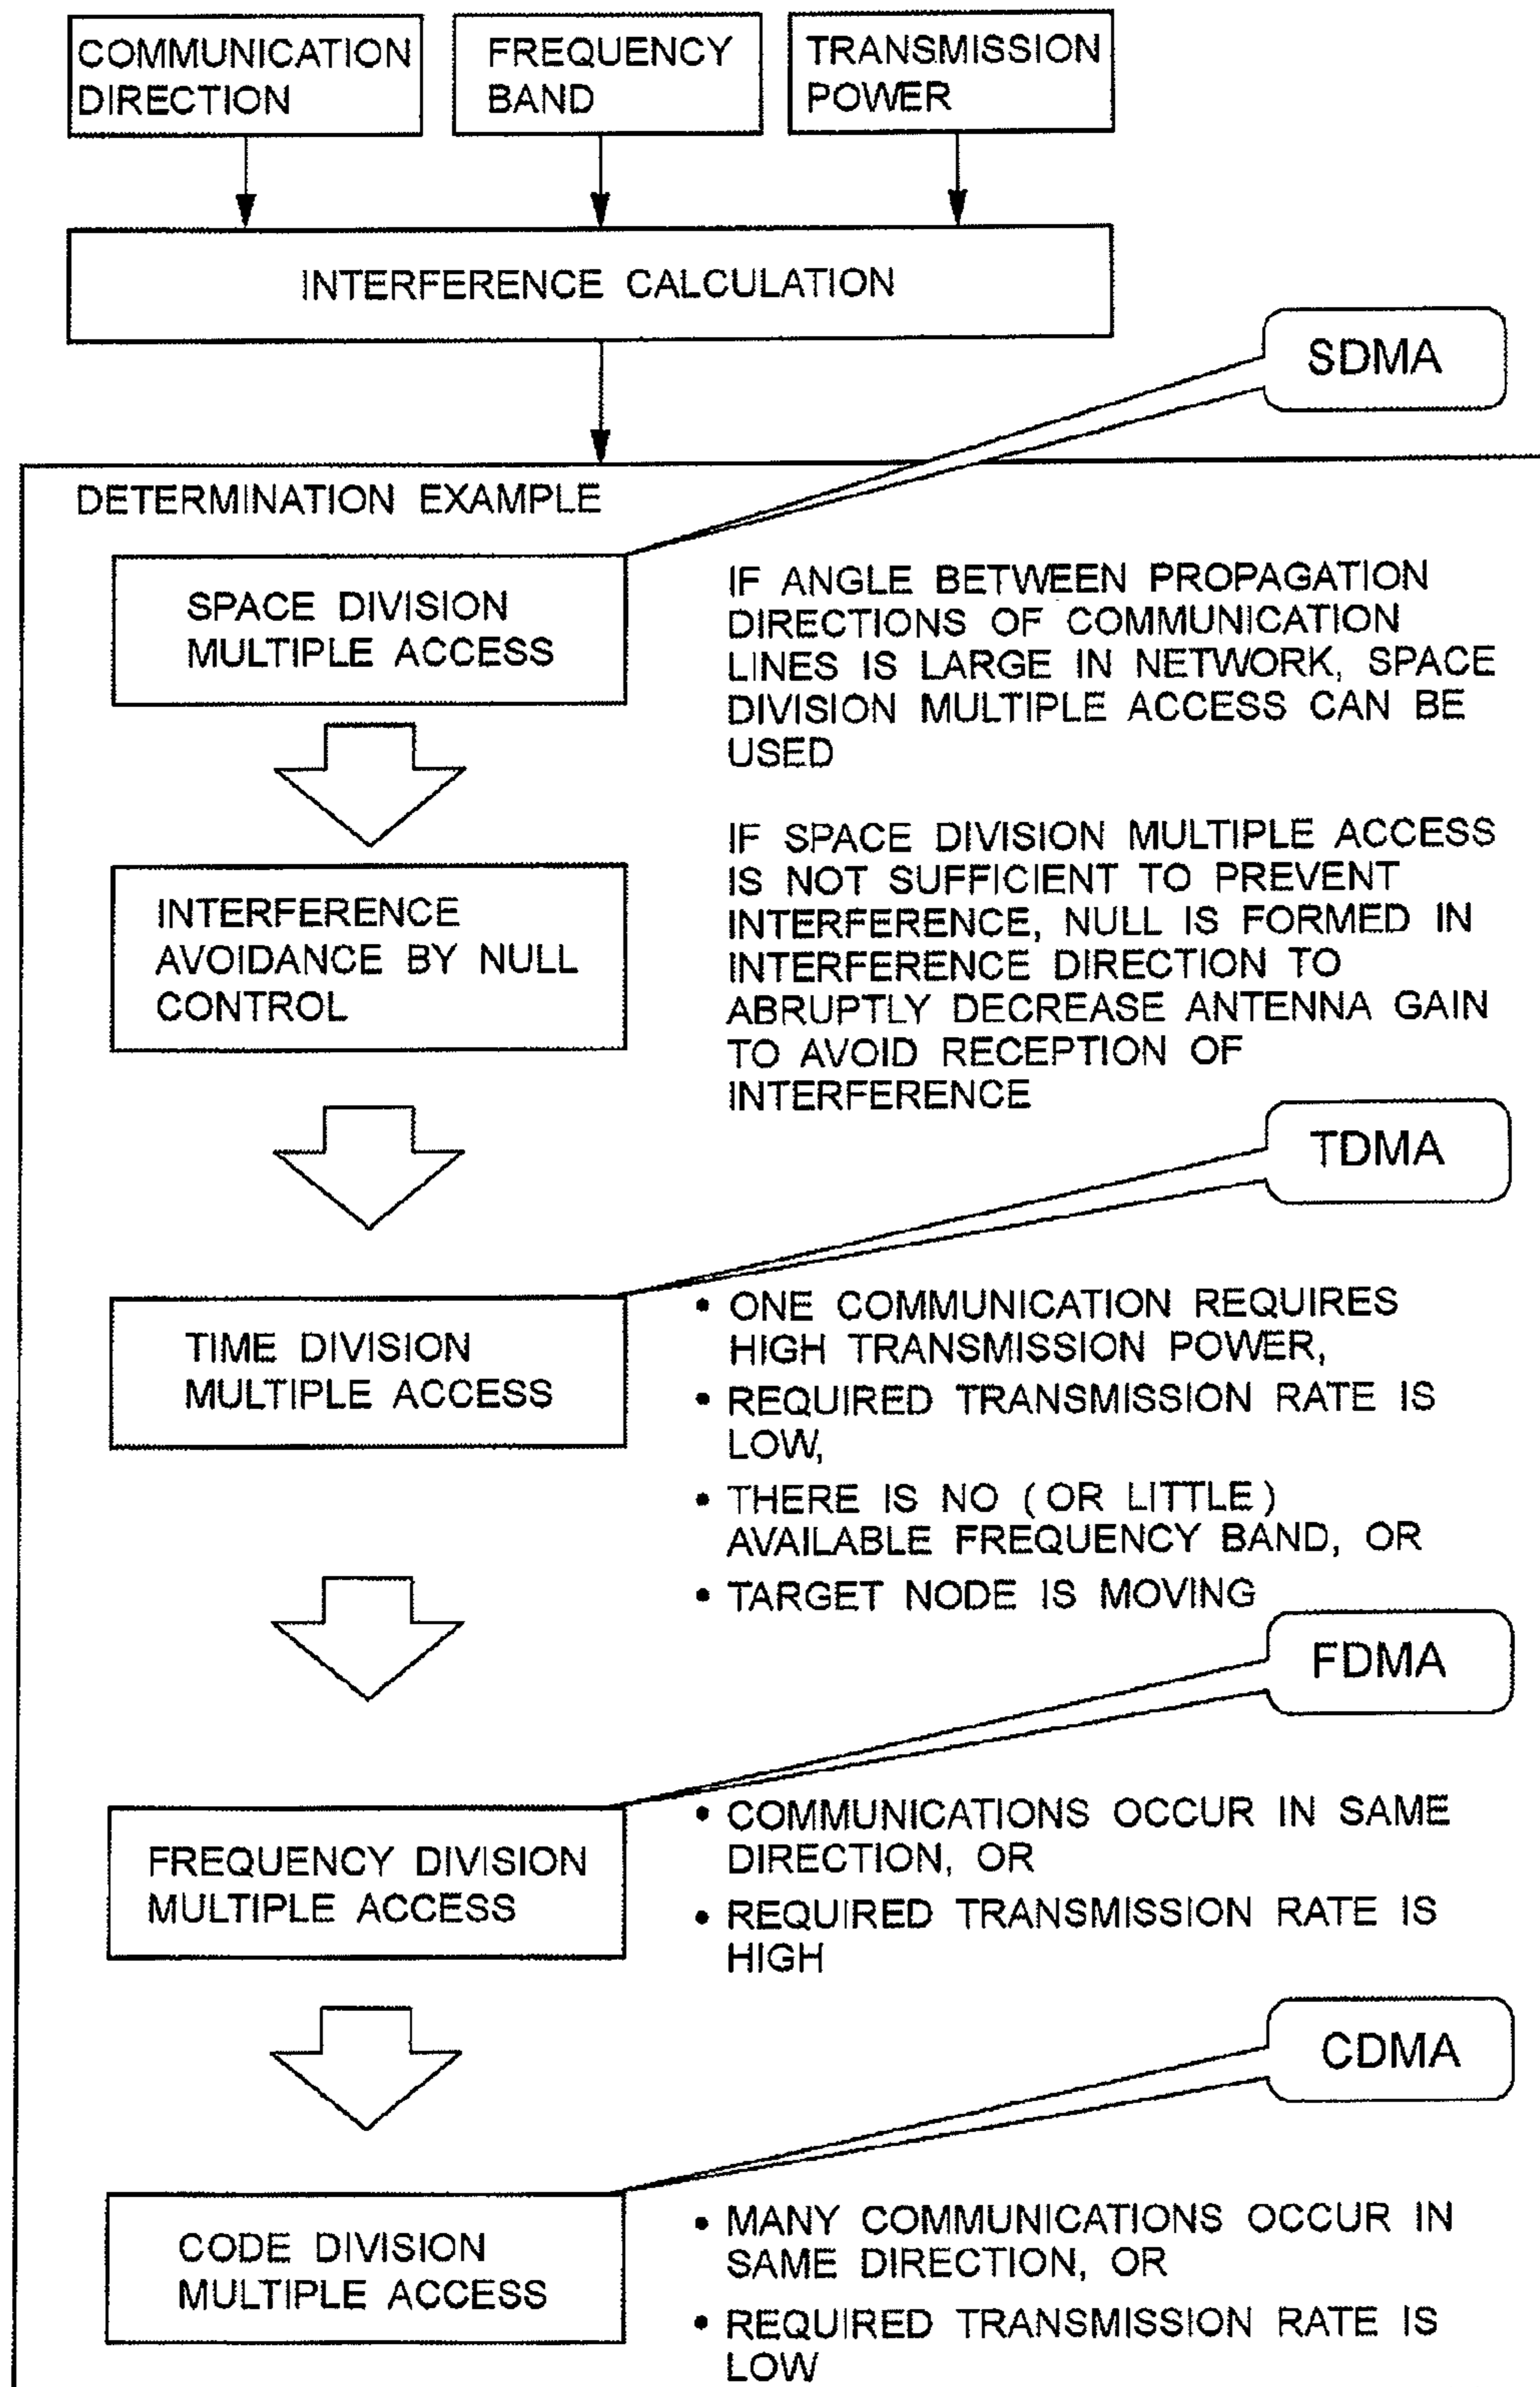 COMMUNICATION
DIRECTION
FREQUENCY
BAND
TRANSMISSION
POWER
INTERFERENCE CALCULATION
SDMA
DETERMINATION EXAMPLE
SPACE DIVISION
MULTIPLE ACCESS
IF ANGLE BETWEEN PROPAGATION
DIRECTIONS OF COMMUNICATION
LINES IS LARGE IN NETWORK, SPACE
DIVISION MULTIPLE ACCESS CAN BE
USED
INTERFERENCE
AVOIDANCE BY NULL
CONTROL
IF SPACE DIVISION MULTIPLE ACCESS
IS NOT SUFFICIENT TO PREVENT
INTERFERENCE, NULL IS FORMED IN
INTERFERENCE DIRECTION TO
ABRUPTLY DECREASE ANTENNA GAIN
TO AVOID RECEPTION OF
INTERFERENCE
TDMA
TIME DIVISION
MULTIPLE ACCESS
• ONE COMMUNICATION REQUIRES
HIGH TRANSMISSION POWER,
• REQUIRED TRANSMISSION RATE IS
LOW,
• THERE IS NO (OR LITTLE)
AVAILABLE FREQUENCY BAND, OR
• TARGET NODE IS MOVING
FDMA
FREQUENCY DIVISION
MULTIPLE ACCESS
• COMMUNICATIONS OCCUR IN SAME
DIRECTION, OR
• REQUIRED TRANSMISSION RATE IS
HIGH
CDMA
CODE DIVISION
MULTIPLE ACCESS
• MANY COMMUNICATIONS OCCUR IN
SAME DIRECTION, OR
• REQUIRED TRANSMISSION RATE IS
LOW